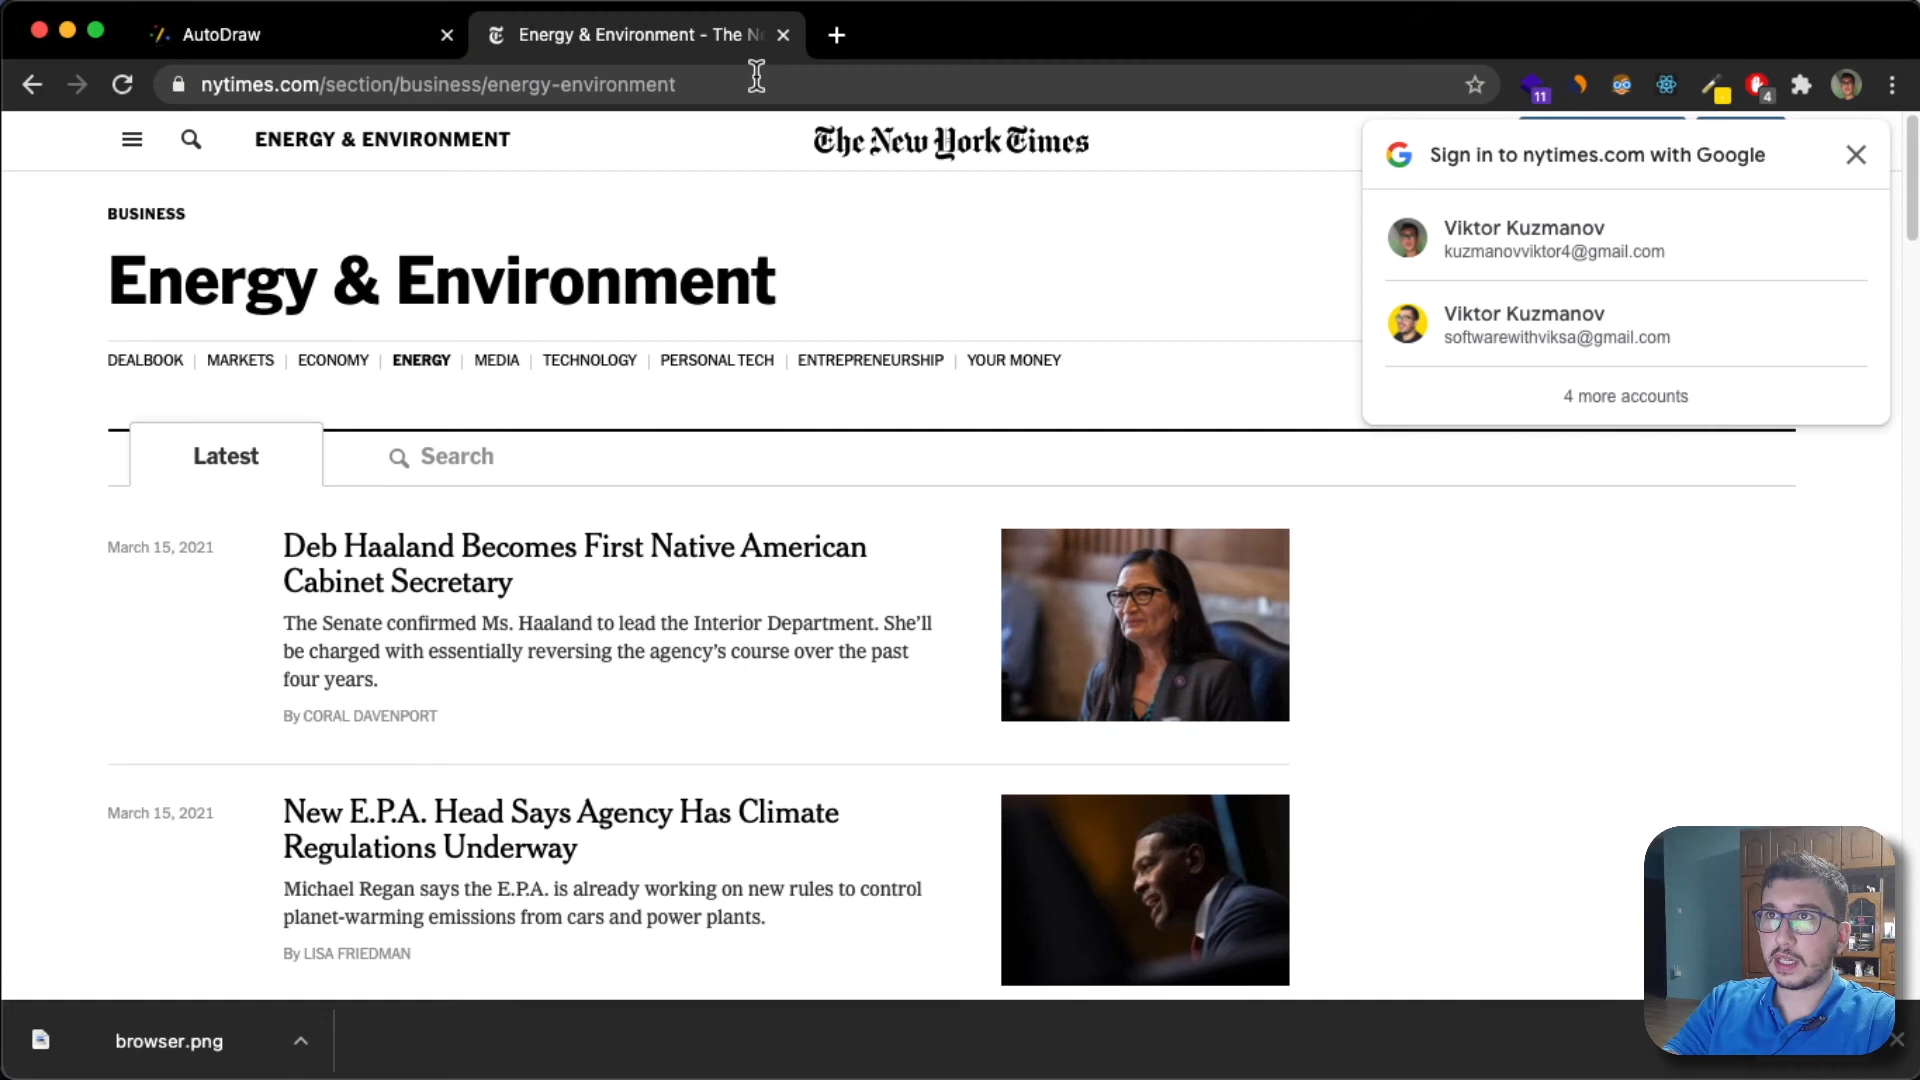 AutoDraw
Energy & Environment - The N
nytimes.com/section/business/energy-environment
11
4
ENERGY & ENVIRONMENT
The New York Times
Sign in to nytimes.com with Google
Viktor Kuzmanov
kuzmanovviktor4@gmail.com
Viktor Kuzmanov
softwarewithviksa@gmail.com
4 more accounts
BUSINESS
Energy & Environment
DEALBOOK
MARKETS
ECONOMY
ENERGY
MEDIA
TECHNOLOGY
PERSONAL TECH
ENTREPRENEURSHIP
YOUR MONEY
Latest
Search
March 15, 2021
Deb Haaland Becomes First Native American
Cabinet Secretary
The Senate confirmed Ms. Haaland to lead the Interior Department. She’ll
be charged with essentially reversing the agency’s course over the past
four years.
By CORAL DAVENPORT
March 15, 2021
New E.P.A. Head Says Agency Has Climate
Regulations Underway
Michael Regan says the E.P.A. is already working on new rules to control
planet-warming emissions from cars and power plants.
By LISA FRIEDMAN
browser.png